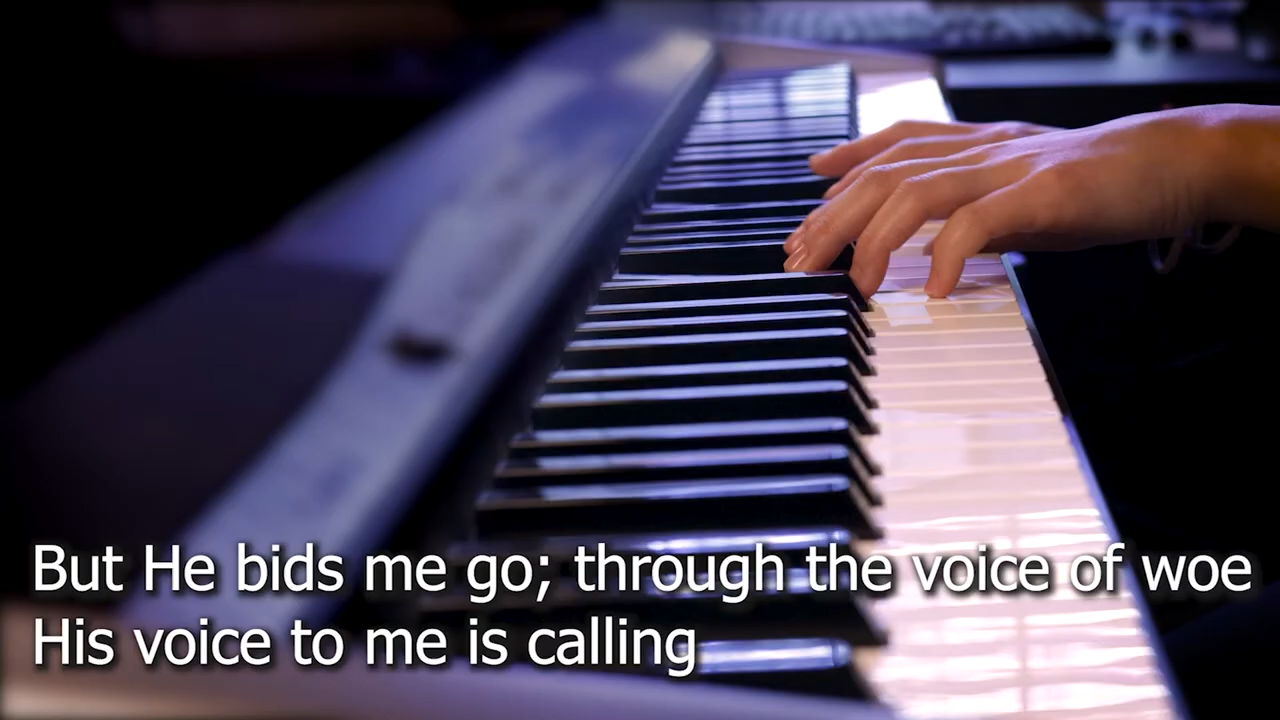 But He bids me go; through the voice of woe
His voice to me is calling